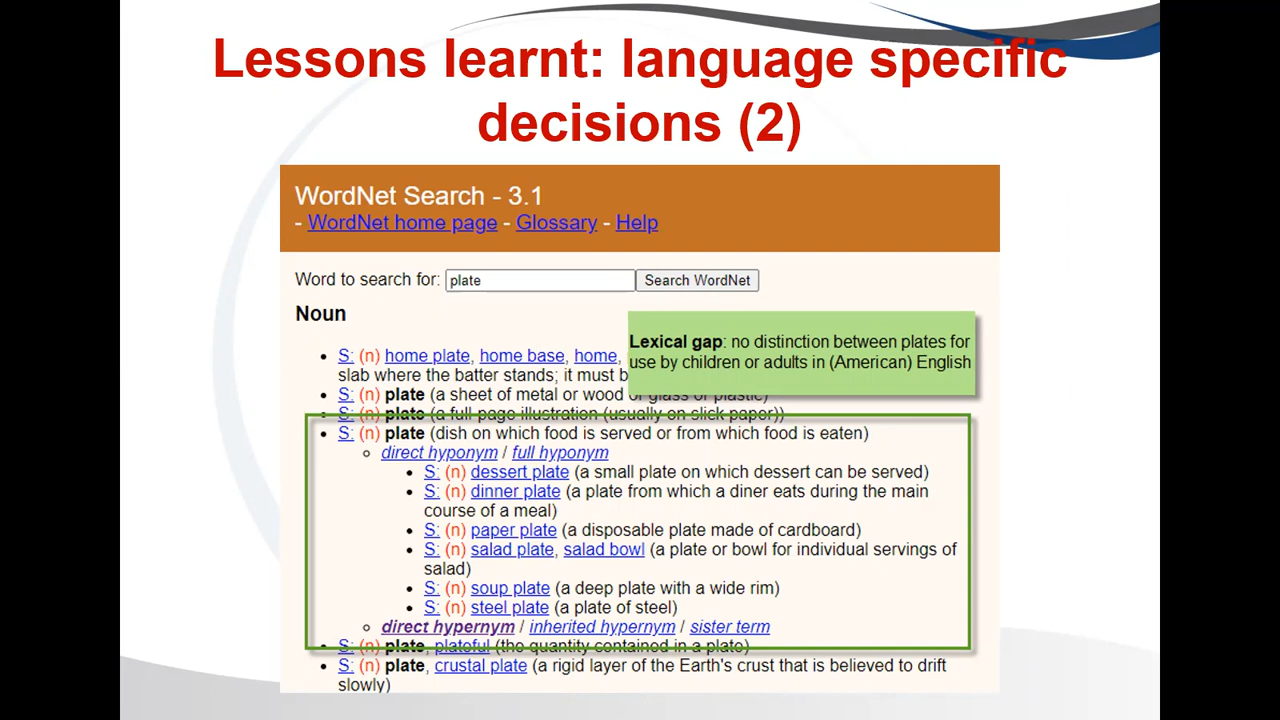 Lessons learnt: language specific
decisions (2)
WordNet Search - 3.1
- WordNet home page - Glossary - Help
Word to search for: plate Search WordNet
Noun
Lexical gap: no distinction between plates for
use by children or adults in (American) English
• S: (n) home plate, home base, home,
slab where the batter stands; it must b
• S: (n) plate (a sheet of metal or wood or glass or plastic)
• S: (n) plate (a full-page illustration (usually on slick paper))
• S: (n) plate (dish on which food is served or from which food is eaten)
◦ direct hyponym / full hyponym
• S: (n) dessert plate (a small plate on which dessert can be served)
• S: (n) dinner plate (a plate from which a diner eats during the main
course of a meal)
• S: (n) paper plate (a disposable plate made of cardboard)
• S: (n) salad plate, salad bowl (a plate or bowl for individual servings of
salad)
• S: (n) soup plate (a deep plate with a wide rim)
• S: (n) steel plate (a plate of steel)
◦ direct hypernym / inherited hypernym / sister term
• S: (n) plate, plateful (the quantity contained in a plate)
• S: (n) plate, crustal plate (a rigid layer of the Earth's crust that is believed to drift
slowly)